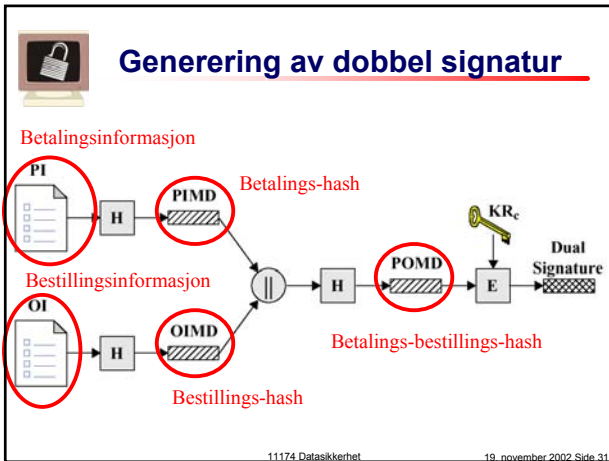 Generering av dobbel signatur
Betalingsinformasjon
PI
H
PIMD
Betalings-hash
Bestillingsinformasjon
OI
H
OIMD
Bestillings-hash
||
H
POMD
Betalings-bestillings-hash
KRc
E
Dual
Signature
11174 Datasikkerhet
19. november 2002 Side 31